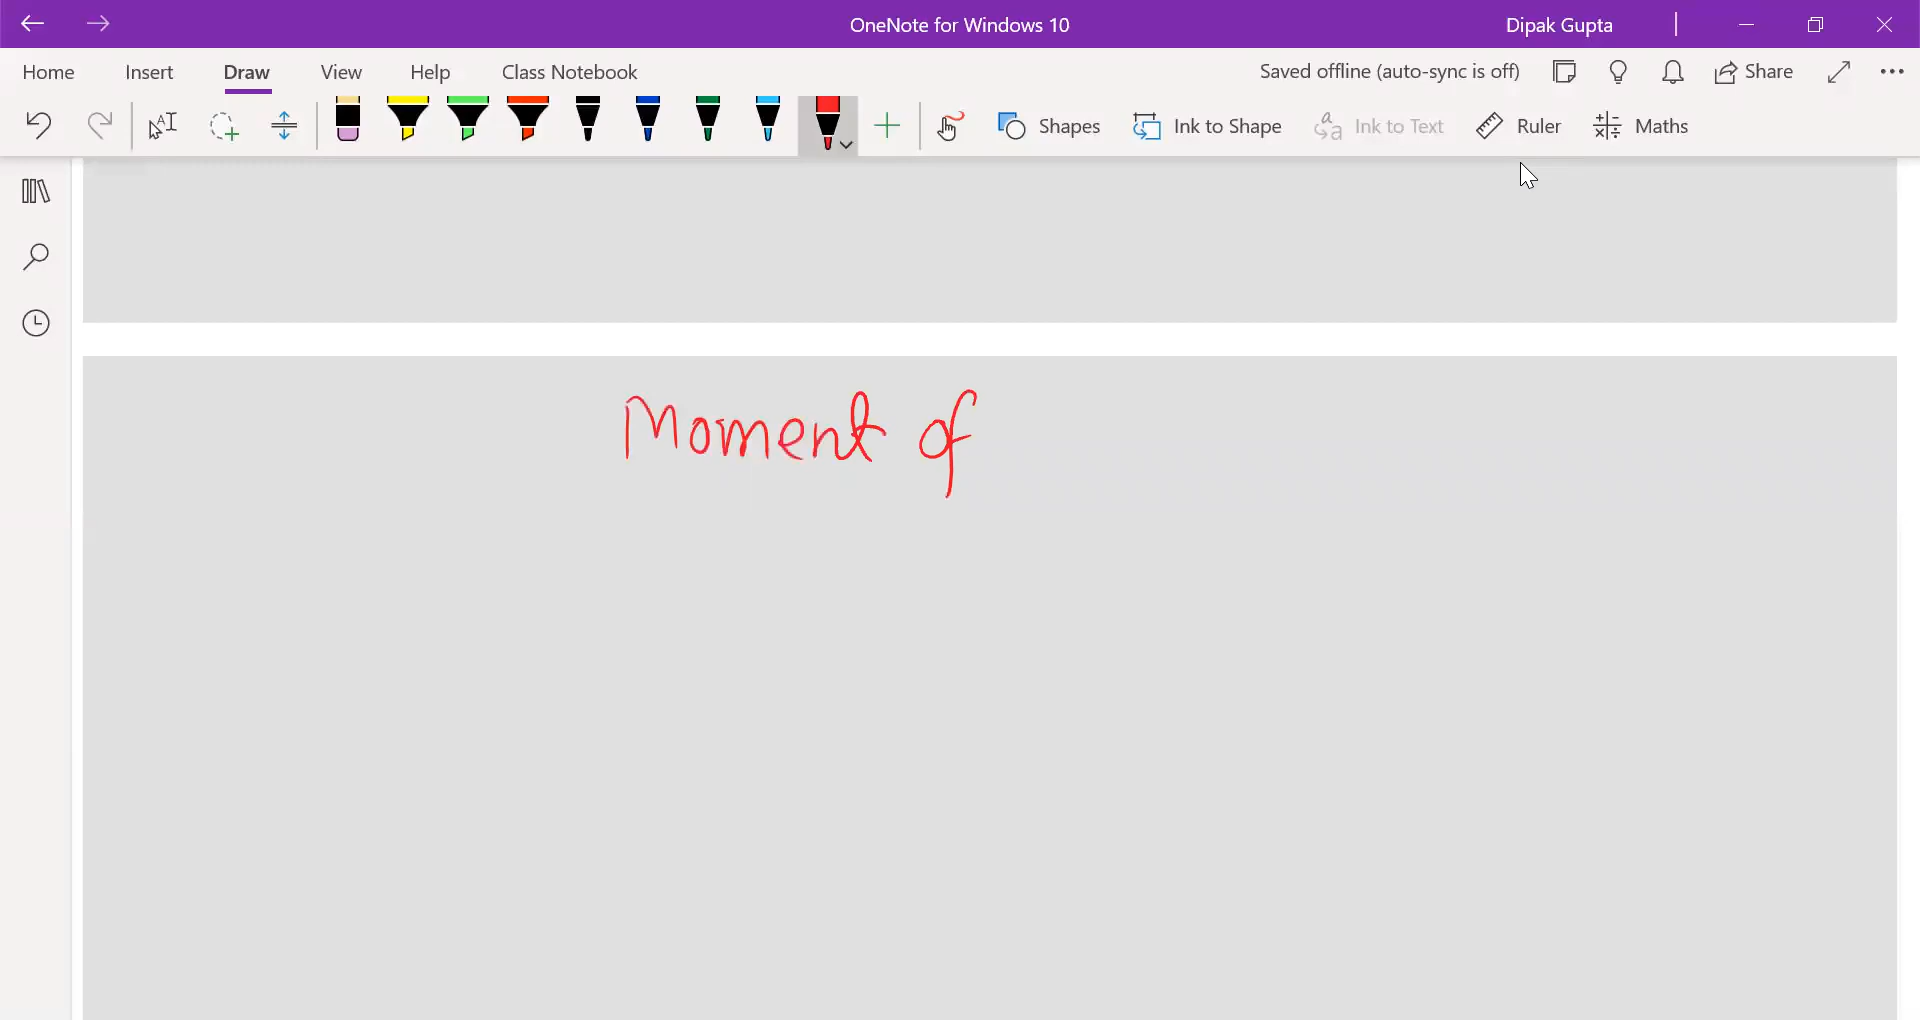 OneNote for Windows 10 Dipak Gupta
Home Insert Draw View Help Class Notebook Saved offline (auto-sync is off) Share
Shapes Ink to Shape Ink to Text Ruler Maths
Moment of